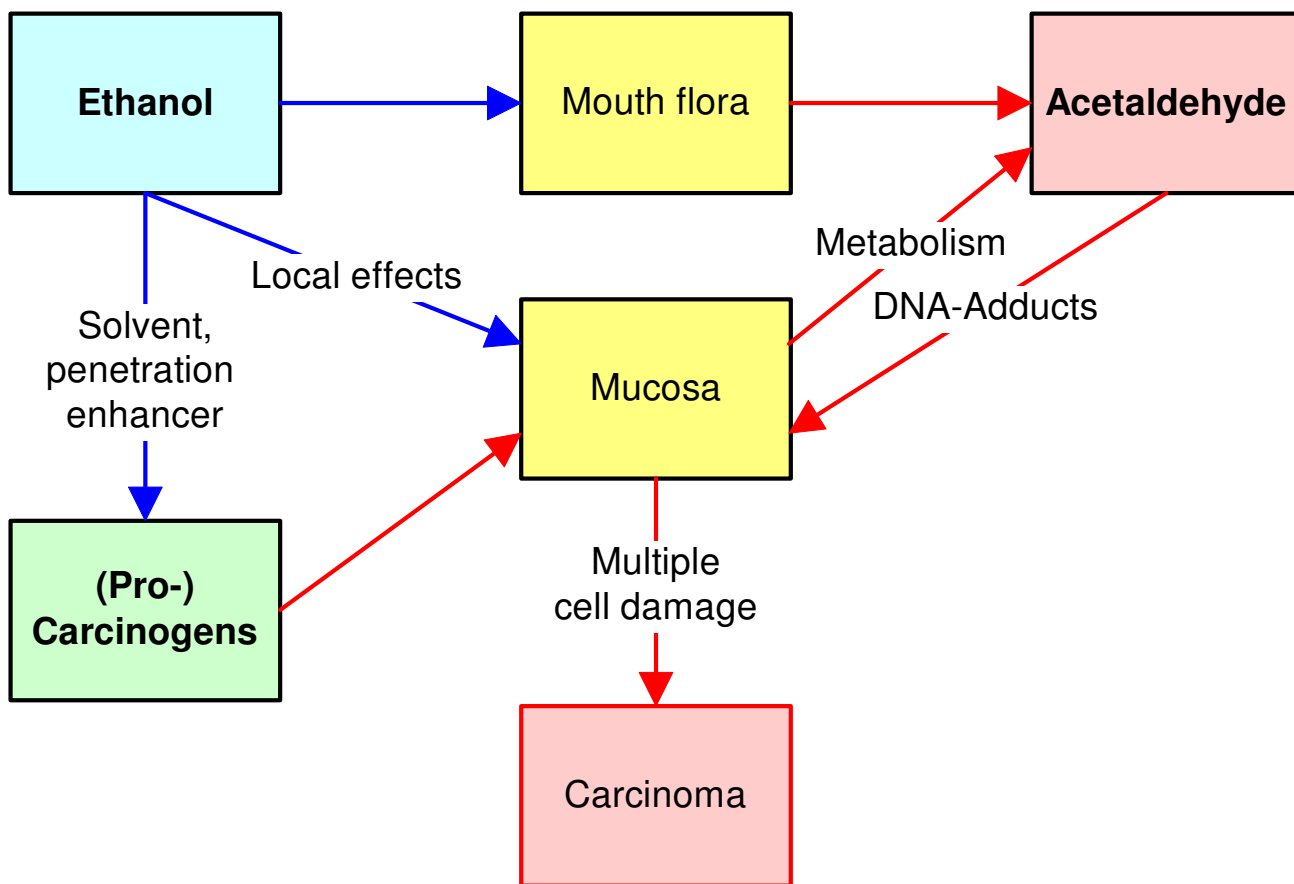 Ethanol
Mouth flora
Acetaldehyde
Metabolism
Local effects
DNA-Adducts
Solvent,
penetration
enhancer
Mucosa
(Pro-)
Carcinogens
Multiple
cell damage
Carcinoma